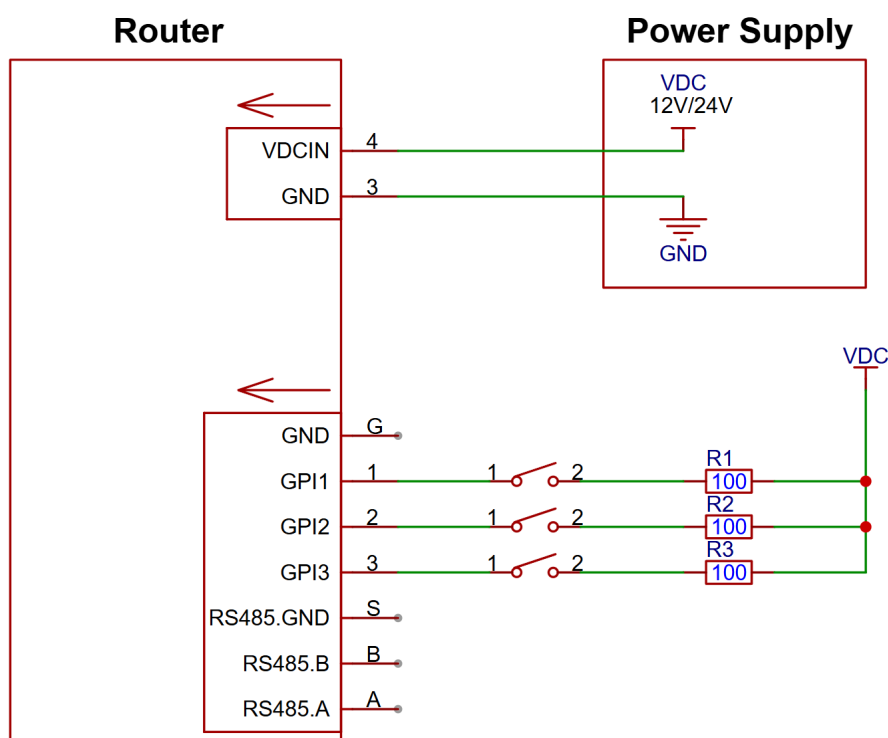 Router
Power Supply
VDC
12V/24V
VDCIN 4
GND 3
GND
VDC
GND G
GPI1 1 1 2 R1 100
GPI2 2 1 2 R2 100
GPI3 3 1 2 R3 100
RS485.GND S
RS485.B B
RS485.A A